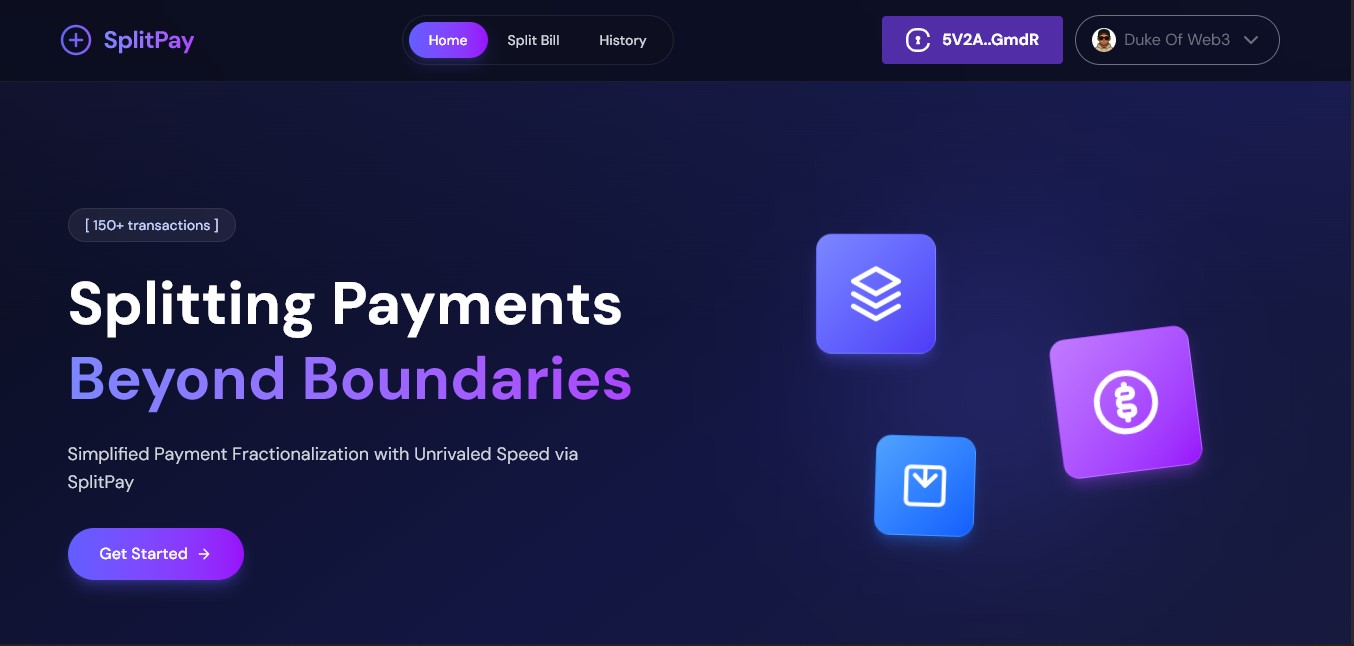 SplitPay
Home
Split Bill
History
5V2A..GmdR
Duke Of Web3
[ 150+ transactions ]
Splitting Payments
Beyond Boundaries
Simplified Payment Fractionalization with Unrivaled Speed via
SplitPay
Get Started →